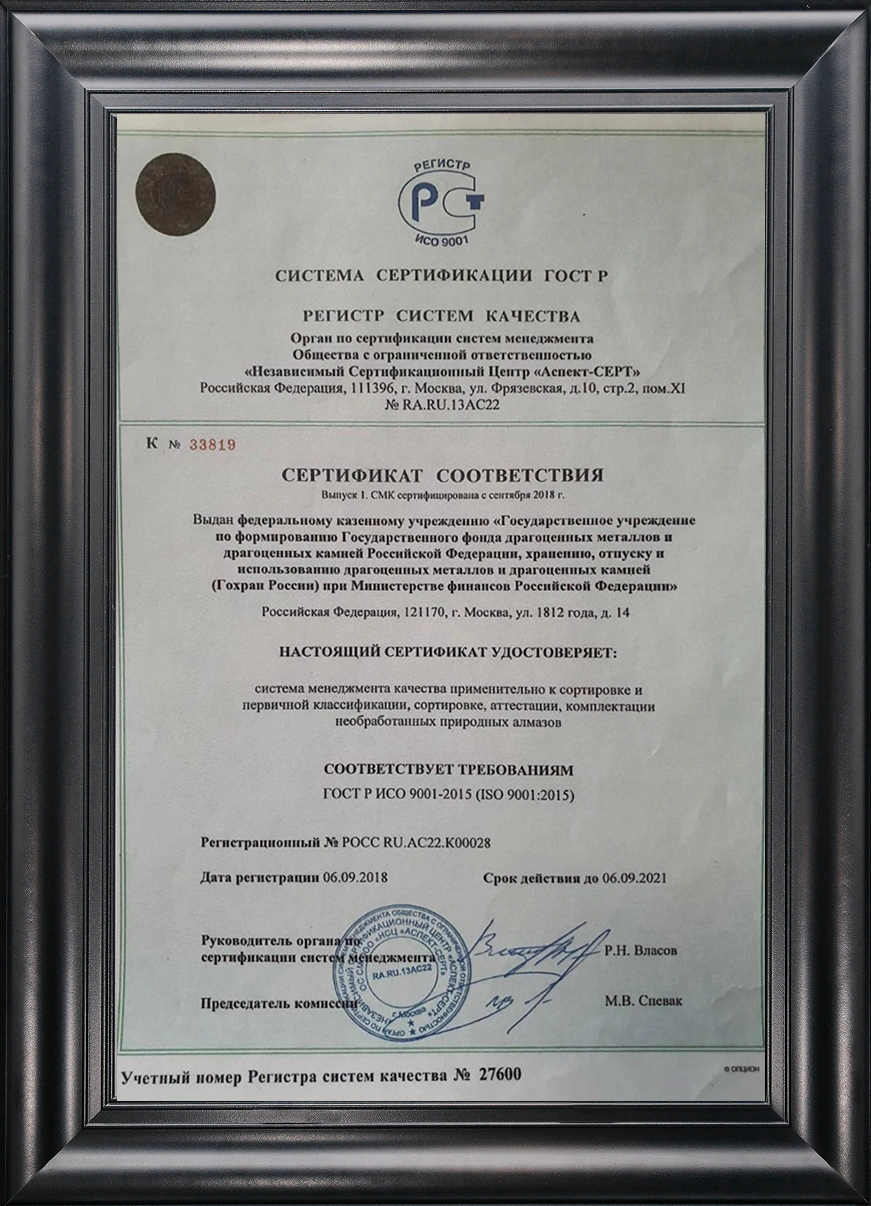 РЕГИСТР
РСТ
ИСО 9001
СИСТЕМА СЕРТИФИКАЦИИ ГОСТ Р
РЕГИСТР СИСТЕМ КАЧЕСТВА
Орган по сертификации систем менеджмента
Общества с ограниченной ответственностью
«Независимый Сертификационный Центр «Аспект-СЕРТ»
Российская Федерация, 111396, г. Москва, ул. Фрязевская, д.10, стр.2, пом.XI
№ RA.RU.13АС22
К № 33819
СЕРТИФИКАТ СООТВЕТСТВИЯ
Выпуск 1. СМК сертифицирована с сентября 2018 г.
Выдан федеральному казенному учреждению «Государственное учреждение
по формированию Государственного фонда драгоценных металлов и
драгоценных камней Российской Федерации, хранению, отпуску и
использованию драгоценных металлов и драгоценных камней
(Гохран России) при Министерстве финансов Российской Федерации»
Российская Федерация, 121170, г. Москва, ул. 1812 года, д. 14
НАСТОЯЩИЙ СЕРТИФИКАТ УДОСТОВЕРЯЕТ:
система менеджмента качества применительно к сортировке и
первичной классификации, сортировке, аттестации, комплектации
необработанных природных алмазов
СООТВЕТСТВУЕТ ТРЕБОВАНИЯМ
ГОСТ Р ИСО 9001-2015 (ISO 9001:2015)
Регистрационный № РОСС RU.АС22.К00028
Дата регистрации 06.09.2018 Срок действия до 06.09.2021
Руководитель органа по
сертификации систем менеджмента Р.Н. Власов
Председатель комиссии М.В. Спевак
RA.RU.13АС22
г. Москва
Учетный номер Регистра систем качества № 27600
© ОПЦИОН